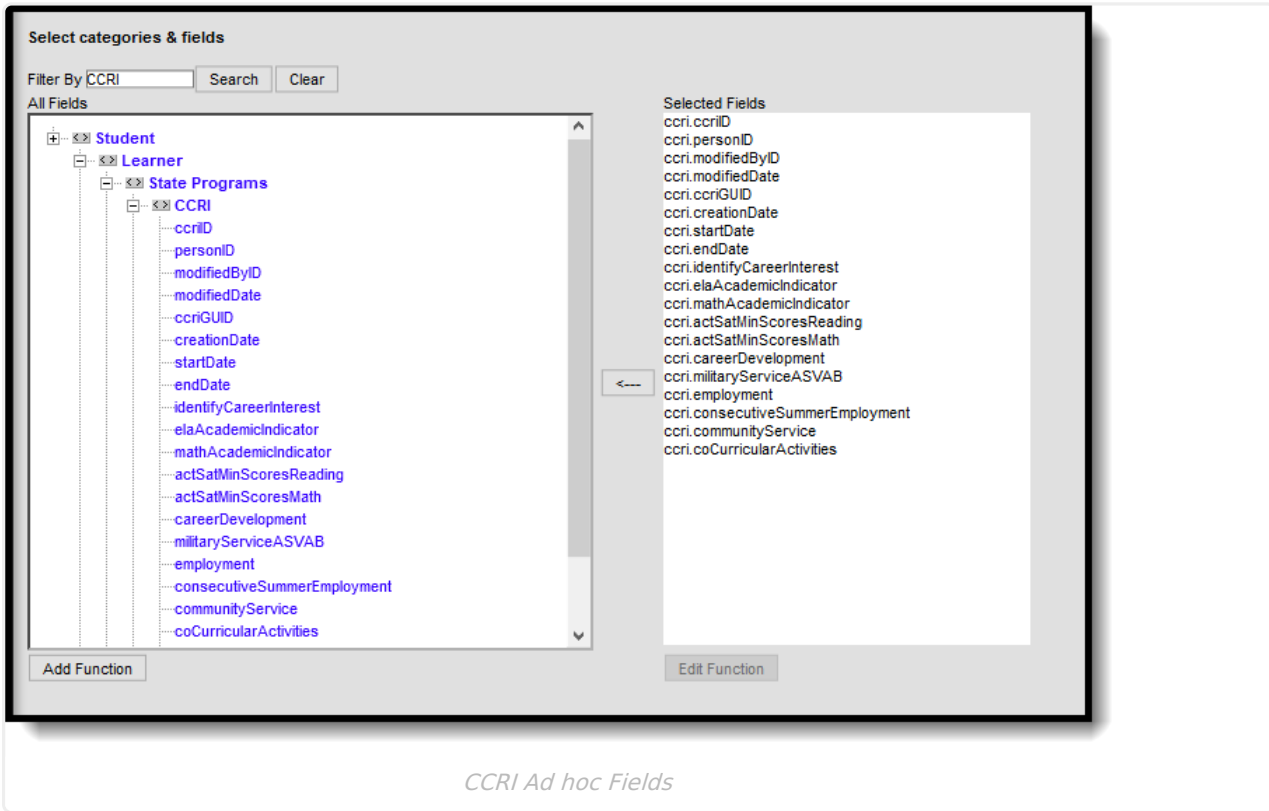 Select categories & fields
Filter By CCRI Search Clear
All Fields
Student
Learner
State Programs
CCRI
ccriID
personID
modifiedByID
modifiedDate
ccriGUID
creationDate
startDate
endDate
identifyCareerInterest
elaAcademicIndicator
mathAcademicIndicator
actSatMinScoresReading
actSatMinScoresMath
careerDevelopment
militaryServiceASVAB
employment
consecutiveSummerEmployment
communityService
coCurricularActivities
Add Function
<---
Selected Fields
ccri.ccriID
ccri.personID
ccri.modifiedByID
ccri.modifiedDate
ccri.ccriGUID
ccri.creationDate
ccri.startDate
ccri.endDate
ccri.identifyCareerInterest
ccri.elaAcademicIndicator
ccri.mathAcademicIndicator
ccri.actSatMinScoresReading
ccri.actSatMinScoresMath
ccri.careerDevelopment
ccri.militaryServiceASVAB
ccri.employment
ccri.consecutiveSummerEmployment
ccri.communityService
ccri.coCurricularActivities
Edit Function
CCRI Ad hoc Fields